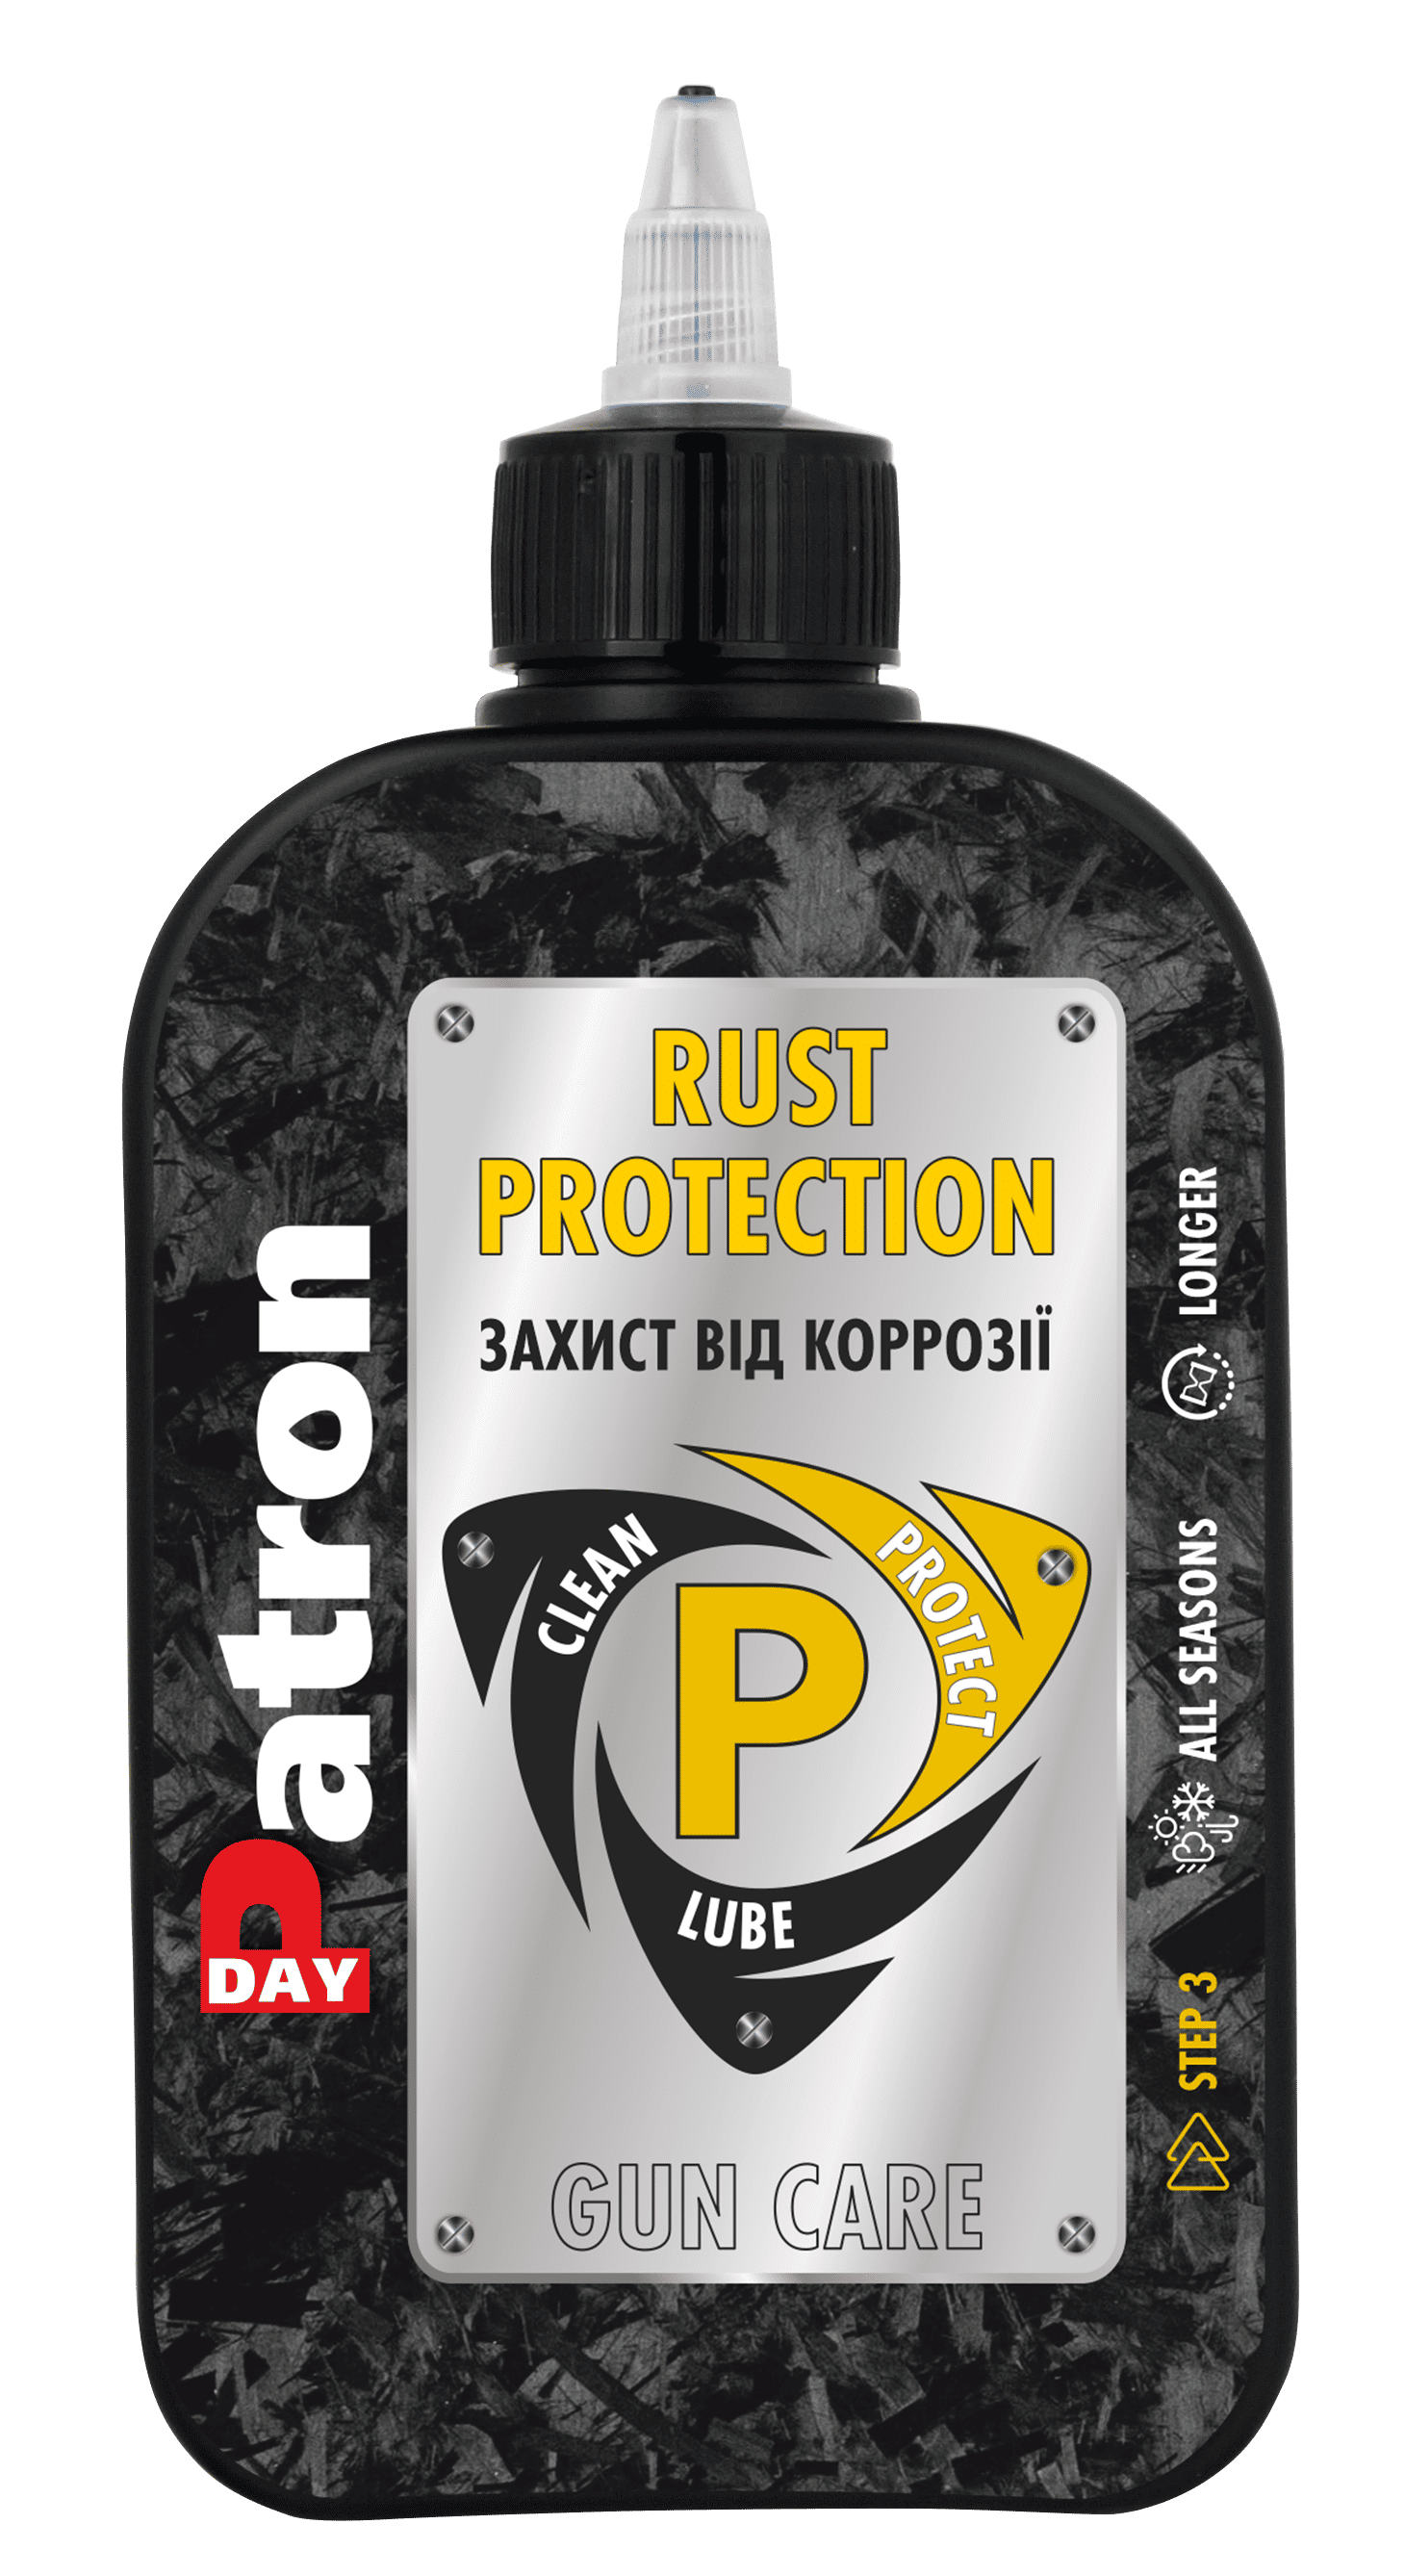 RUST
PROTECTION
ЗАХИСТ ВІД КОРРОЗІЇ
CLEAN
PROTECT
P
LUBE
GUN CARE
Patron
DAY
STEP 3
ALL SEASONS
LONGER